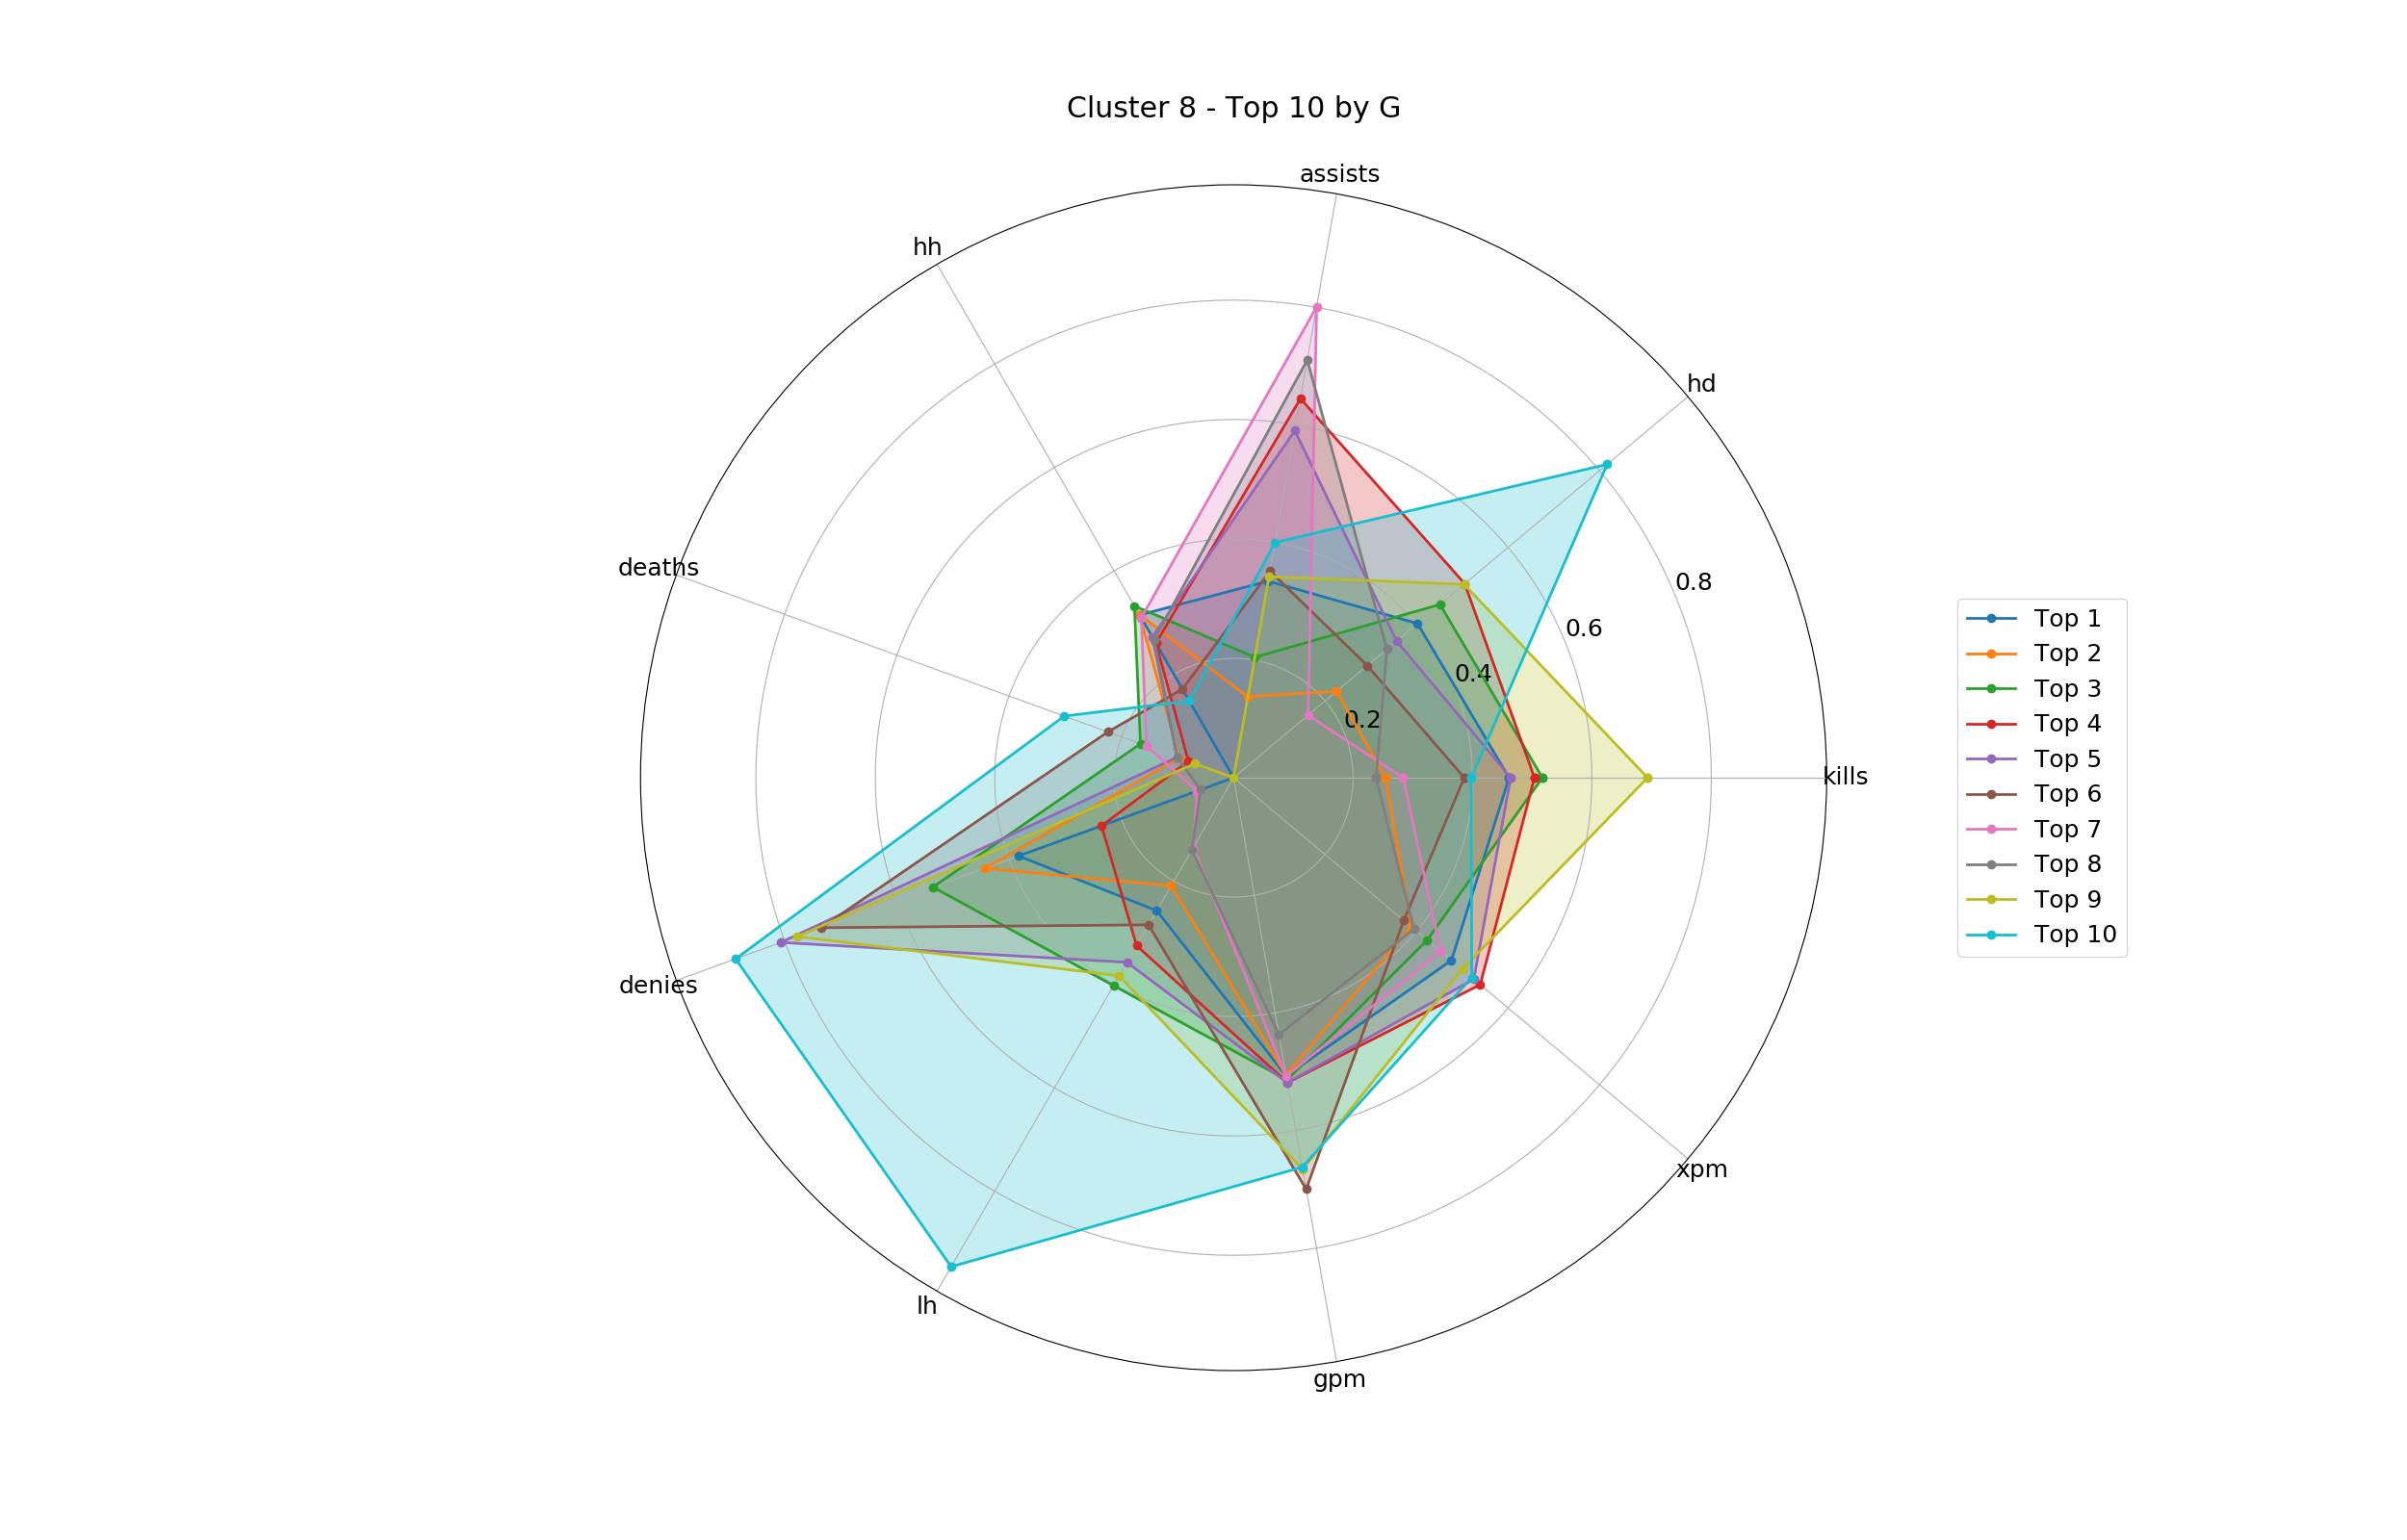 Cluster 8 - Top 10 by G
assists
hh
hd
deaths
0.8
0.6
0.4
0.2
kills
denies
xpm
lh
gpm
Top 1
Top 2
Top 3
Top 4
Top 5
Top 6
Top 7
Top 8
Top 9
Top 10